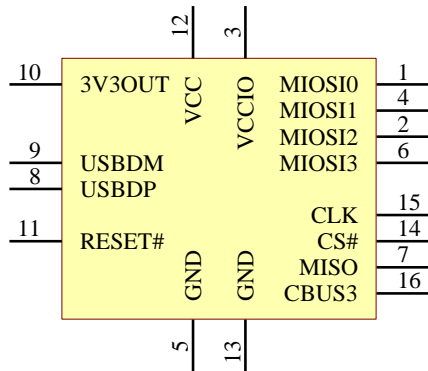 12 3
10 3V3OUT VCC VCCIO MIOSI0 1
MIOSI1 4
MIOSI2 2
9 USBDM MIOSI3 6
8 USBDP
CLK 15
11 RESET# CS# 14
GND GND MISO 7
CBUS3 16
5 13